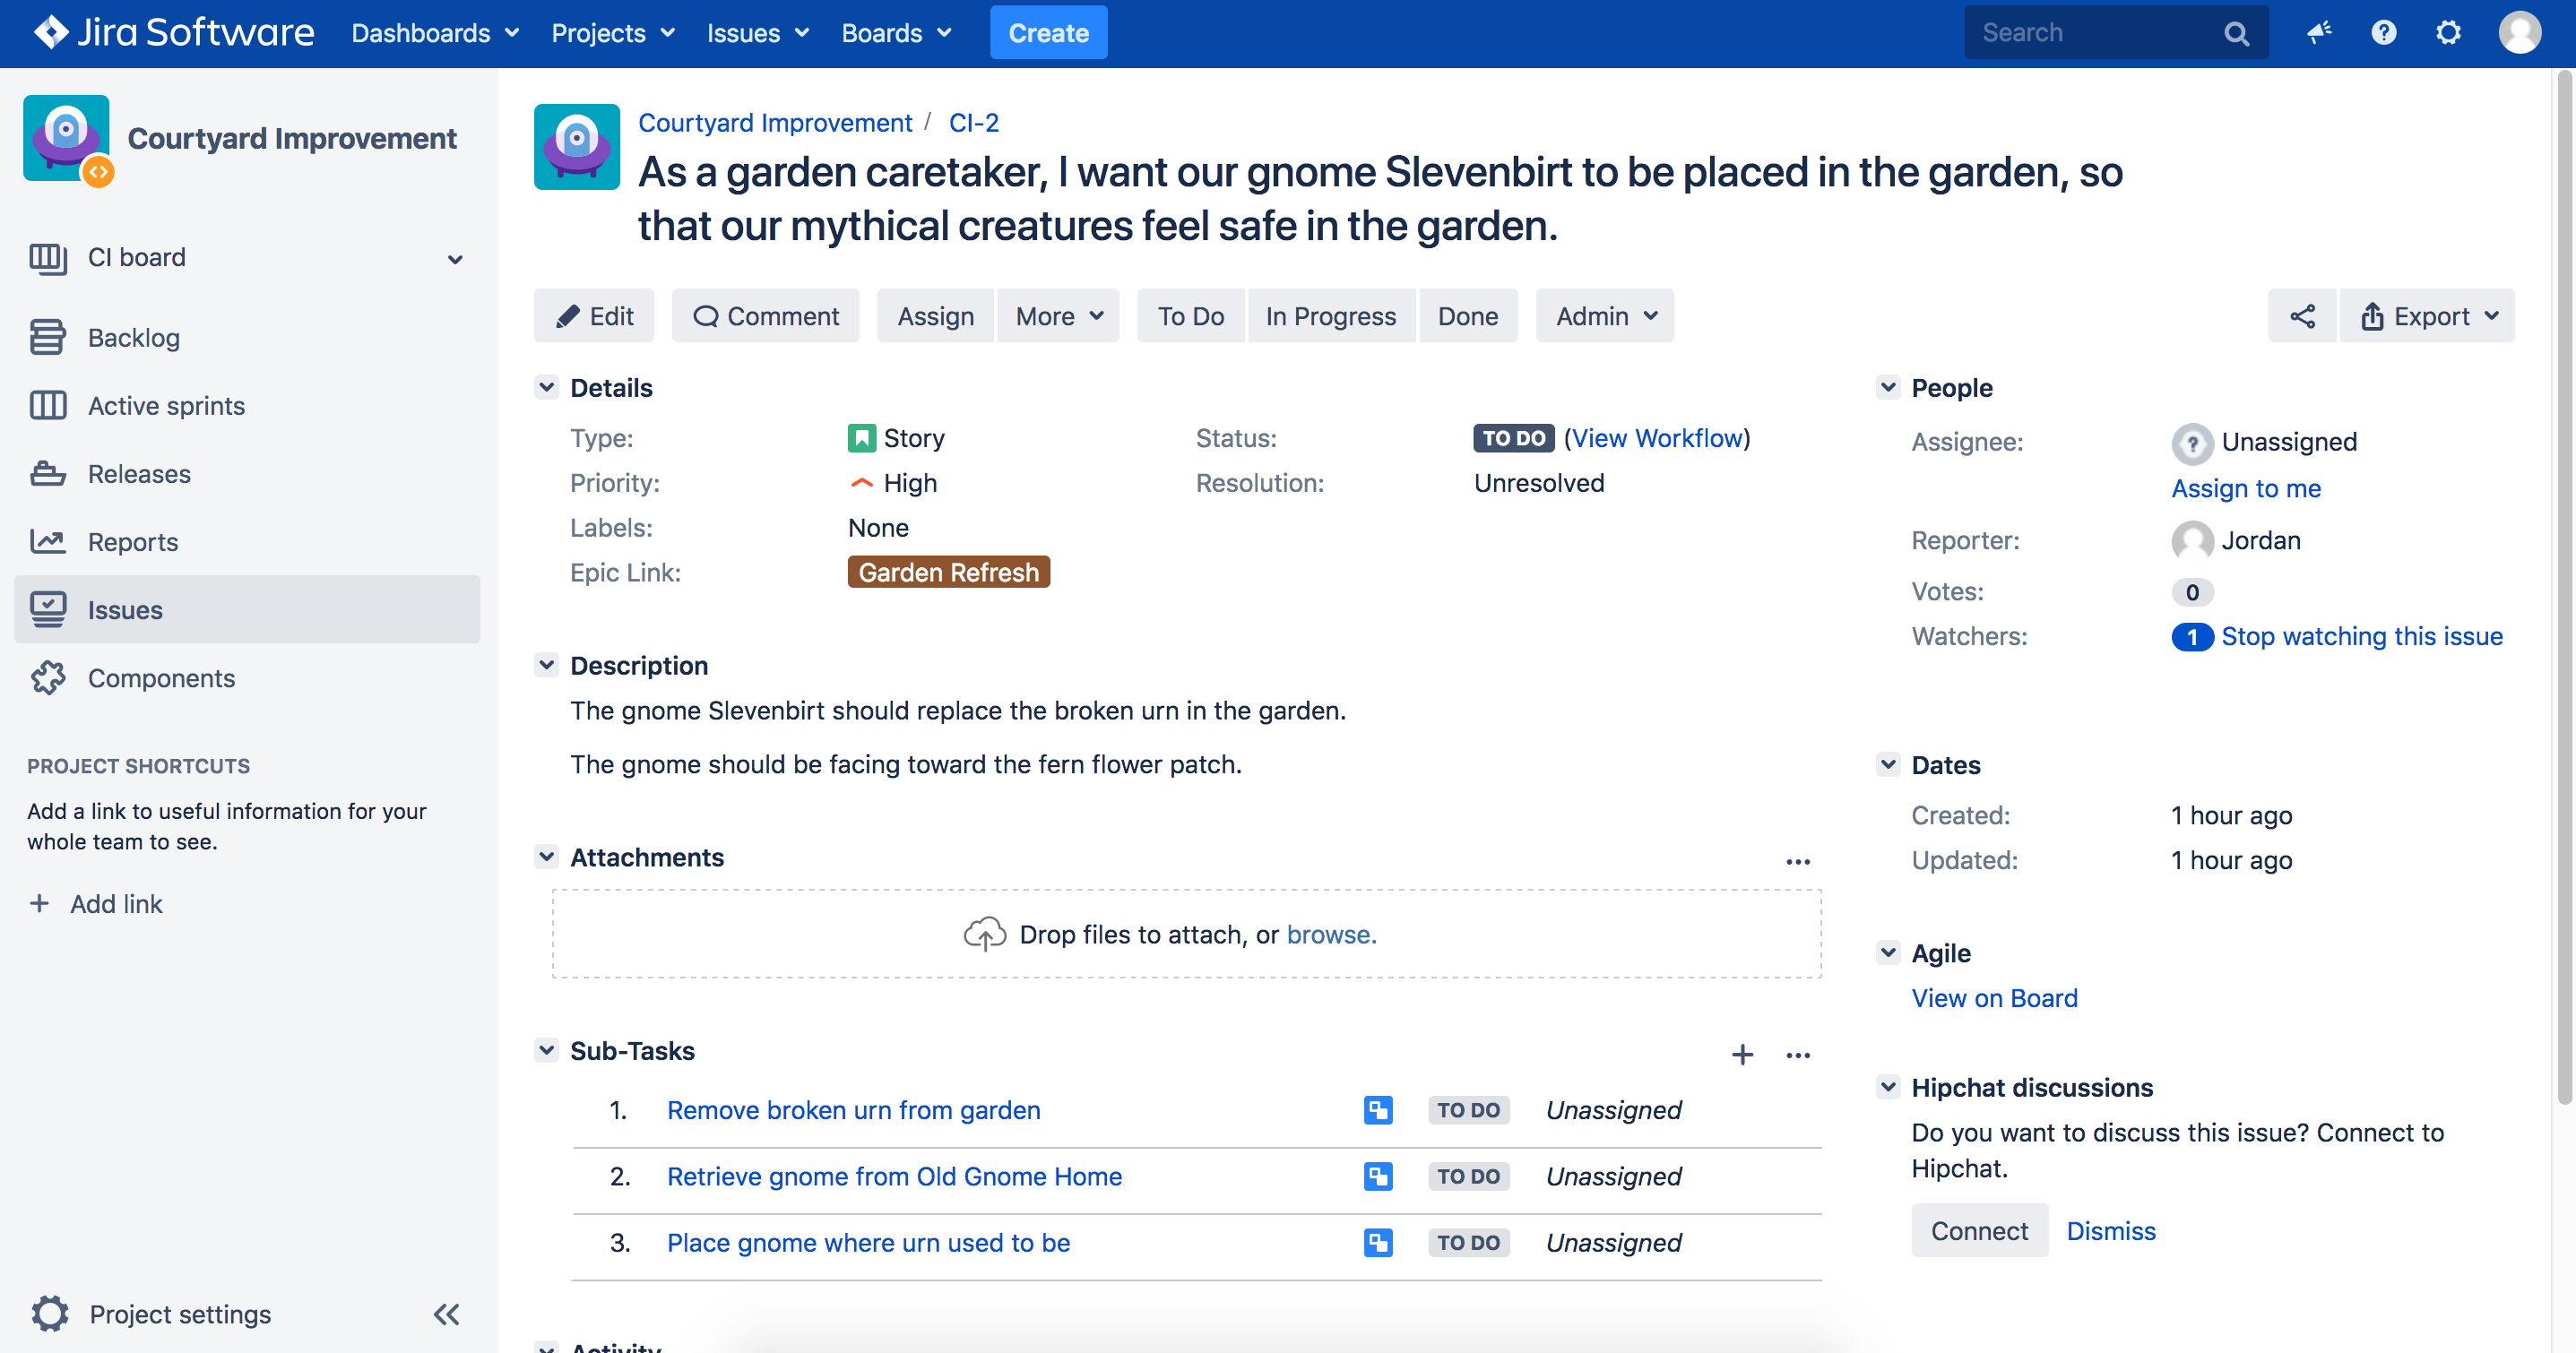 Jira Software Dashboards Projects Issues Boards Create Search
Courtyard Improvement
CI board
Backlog
Active sprints
Releases
Reports
Issues
Components
PROJECT SHORTCUTS
Add a link to useful information for your
whole team to see.
+ Add link
Project settings
Courtyard Improvement / CI-2
As a garden caretaker, I want our gnome Slevenbirt to be placed in the garden, so
that our mythical creatures feel safe in the garden.
Edit Comment Assign More To Do In Progress Done Admin Export
Details
Type: Story Status: TO DO (View Workflow)
Priority: High Resolution: Unresolved
Labels: None
Epic Link: Garden Refresh
Description
The gnome Slevenbirt should replace the broken urn in the garden.
The gnome should be facing toward the fern flower patch.
Attachments
Drop files to attach, or browse.
Sub-Tasks
1. Remove broken urn from garden TO DO Unassigned
2. Retrieve gnome from Old Gnome Home TO DO Unassigned
3. Place gnome where urn used to be TO DO Unassigned
Activity
People
Assignee: Unassigned
Assign to me
Reporter: Jordan
Votes: 0
Watchers: 1 Stop watching this issue
Dates
Created: 1 hour ago
Updated: 1 hour ago
Agile
View on Board
Hipchat discussions
Do you want to discuss this issue? Connect to
Hipchat.
Connect Dismiss